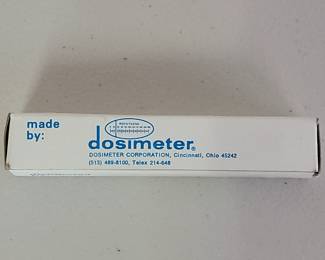 made
by:
dosimeter®
DOSIMETER CORPORATION, Cincinnati, Ohio 45242
(513) 489-8100, Telex 214-648